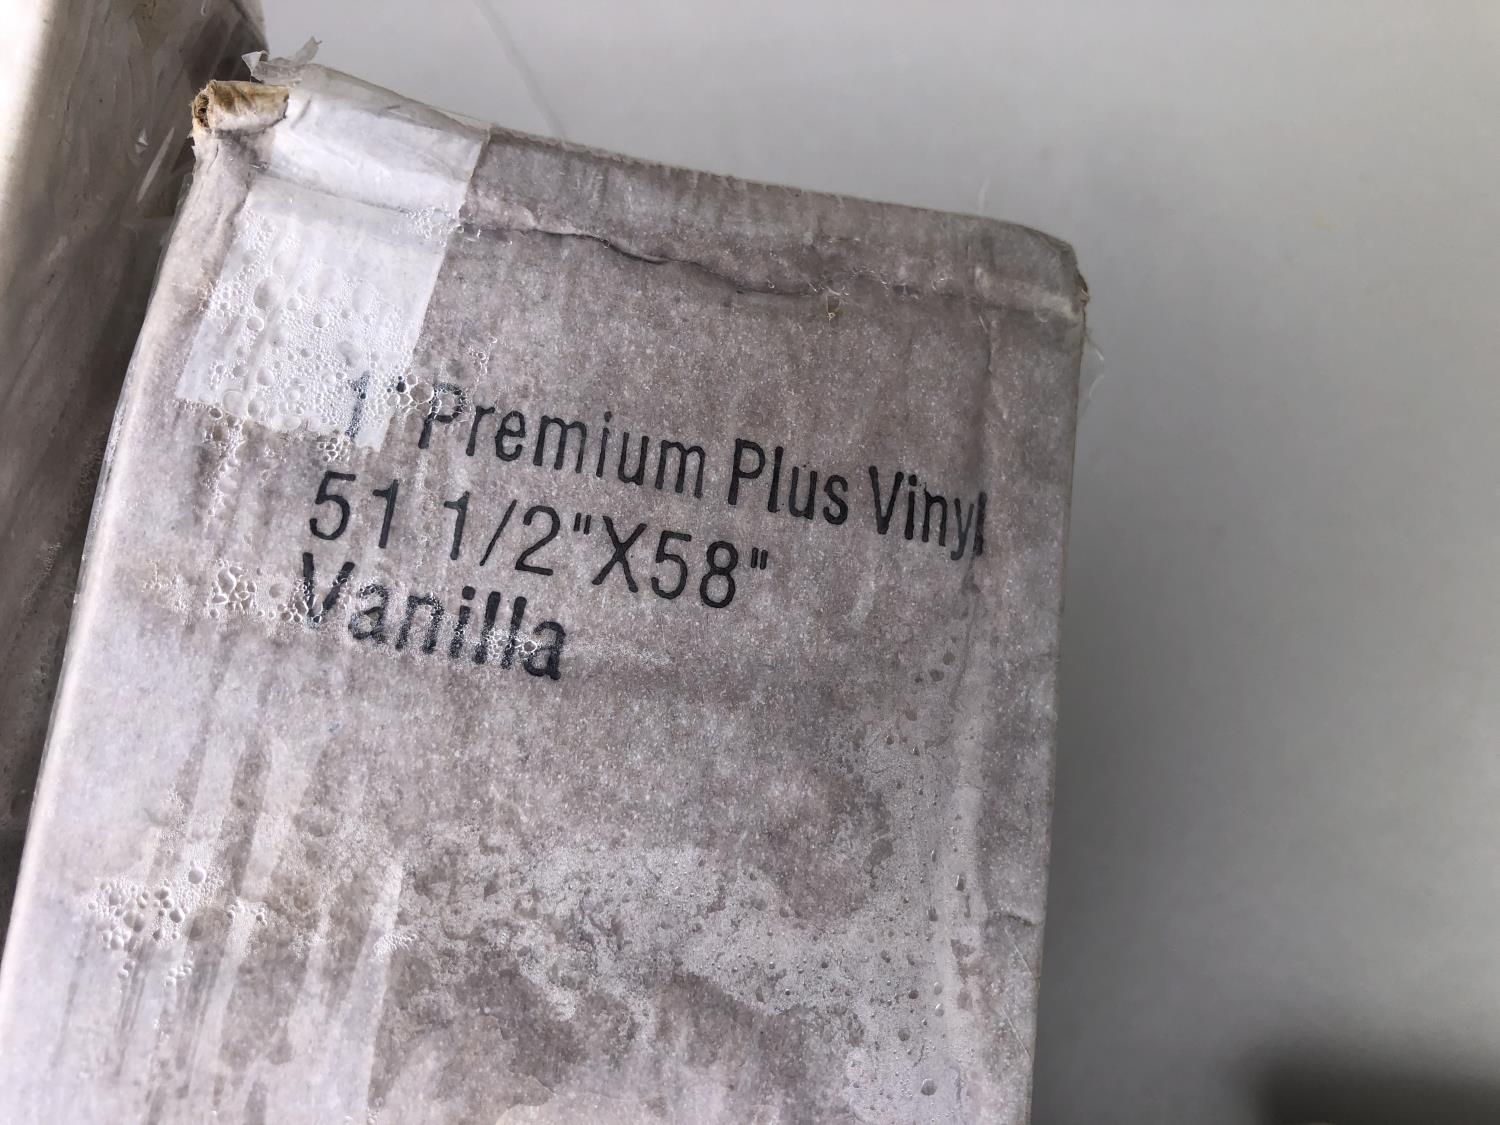 1" Premium Plus Vinyl
51 1/2"X58"
Vanilla